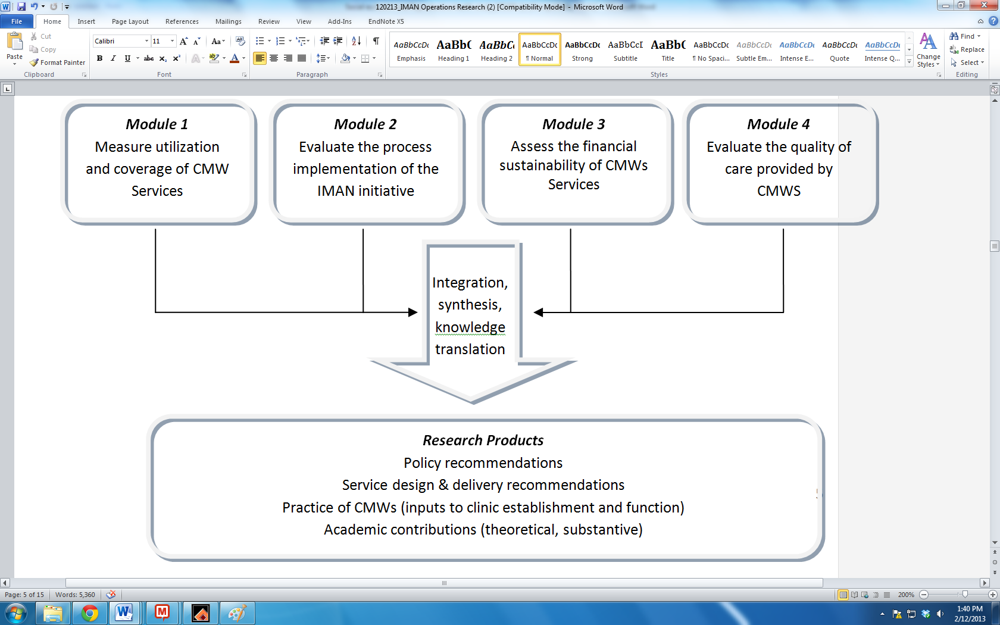 120213_IMAN Operations Research (2) [Compatibility Mode] - Microsoft Word
File Home Insert Page Layout References Mailings Review View Add-Ins EndNote X5
Paste
Cut
Copy
Format Painter
Clipboard
Calibri 11
Font
Paragraph
AaBbCcDc AaBbC AaBbCc AaBbCcDc AaBbCcDc AaBbCcI AaBbC AaBbCcDc AaBbCcDc AaBbCcDc AaBbCcDc AaBbCcDc
Emphasis Heading 1 Heading 2 ¶ Normal Strong Subtitle Title ¶ No Spaci... Subtle Em... Intense E... Quote Intense Q...
Styles
Change
Styles
Find
Replace
Select
Editing
Module 1
Measure utilization
and coverage of CMW
Services
Module 2
Evaluate the process
implementation of the
IMAN initiative
Module 3
Assess the financial
sustainability of CMWs
Services
Module 4
Evaluate the quality of
care provided by
CMWS
Integration,
synthesis,
knowledge
translation
Research Products
Policy recommendations
Service design & delivery recommendations
Practice of CMWs (inputs to clinic establishment and function)
Academic contributions (theoretical, substantive)
Page: 5 of 15 Words: 5,360
200%
1:40 PM
2/12/2013